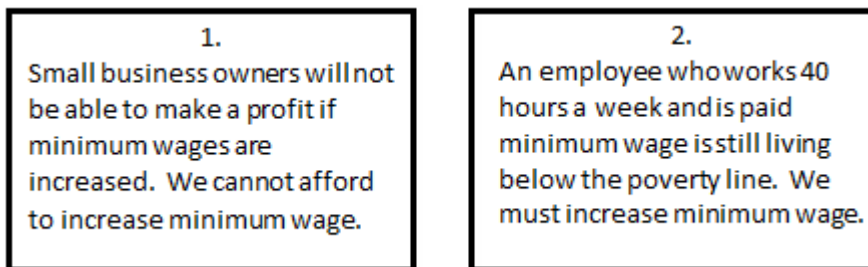 1.
Small business owners will not
be able to make a profit if
minimum wages are
increased. We cannot afford
to increase minimum wage.
2.
An employee who works 40
hours a week and is paid
minimum wage is still living
below the poverty line. We
must increase minimum wage.